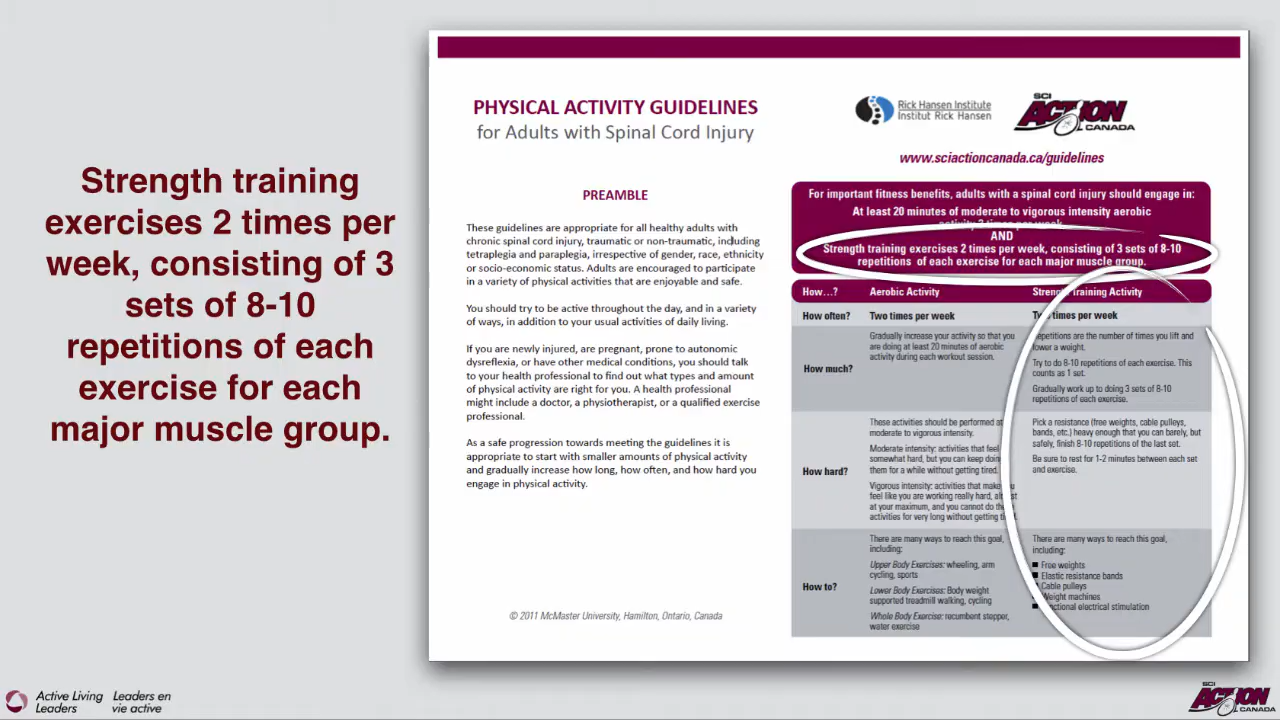 Strength training
exercises 2 times per
week, consisting of 3
sets of 8-10
repetitions of each
exercise for each
major muscle group.
PHYSICAL ACTIVITY GUIDELINES
for Adults with Spinal Cord Injury
Rick Hansen Institute
Institut Rick Hansen
SCI
ACTION
CANADA
www.sciactioncanada.ca/guidelines
PREAMBLE
These guidelines are appropriate for all healthy adults with
chronic spinal cord injury, traumatic or non-traumatic, including
tetraplegia and paraplegia, irrespective of gender, race, ethnicity
or socio-economic status. Adults are encouraged to participate
in a variety of physical activities that are enjoyable and safe.
You should try to be active throughout the day, and in a variety
of ways, in addition to your usual activities of daily living.
If you are newly injured, are pregnant, prone to autonomic
dysreflexia, or have other medical conditions, you should talk
to your health professional to find out what types and amount
of physical activity are right for you. A health professional
might include a doctor, a physiotherapist, or a qualified exercise
professional.
As a safe progression towards meeting the guidelines it is
appropriate to start with smaller amounts of physical activity
and gradually increase how long, how often, and how hard you
engage in physical activity.
© 2011 McMaster University, Hamilton, Ontario, Canada
For important fitness benefits, adults with a spinal cord injury should engage in:
At least 20 minutes of moderate to vigorous intensity aerobic
activity 2 times per week
AND
Strength training exercises 2 times per week, consisting of 3 sets of 8-10
repetitions of each exercise for each major muscle group.
How...? Aerobic Activity Strength Training Activity
How often? Two times per week Two times per week
How much?
Gradually increase your activity so that you
are doing at least 20 minutes of aerobic
activity during each workout session.
Repetitions are the number of times you lift and
lower a weight.
Try to do 8-10 repetitions of each exercise. This
counts as 1 set.
Gradually work up to doing 3 sets of 8-10
repetitions of each exercise.
How hard?
These activities should be performed at
moderate to vigorous intensity.
Moderate intensity: activities that feel
somewhat hard, but you can keep doing
them for a while without getting tired.
Vigorous intensity: activities that make you
feel like you are working really hard, almost
at your maximum, and you cannot do the
activities for very long without getting tired.
Pick a resistance (free weights, cable pulleys,
bands, etc.) heavy enough that you can barely, but
safely, finish 8-10 repetitions of the last set.
Be sure to rest for 1-2 minutes between each set
and exercise.
How to?
There are many ways to reach this goal,
including:
Upper Body Exercises: wheeling, arm
cycling, sports
Lower Body Exercises: Body weight
supported treadmill walking, cycling
Whole Body Exercise: recumbent stepper,
water exercise
There are many ways to reach this goal,
including:
Free weights
Elastic resistance bands
Cable pulleys
Weight machines
Functional electrical stimulation
Active Living Leaders en
Leaders vie active
SCI
ACTION
CANADA